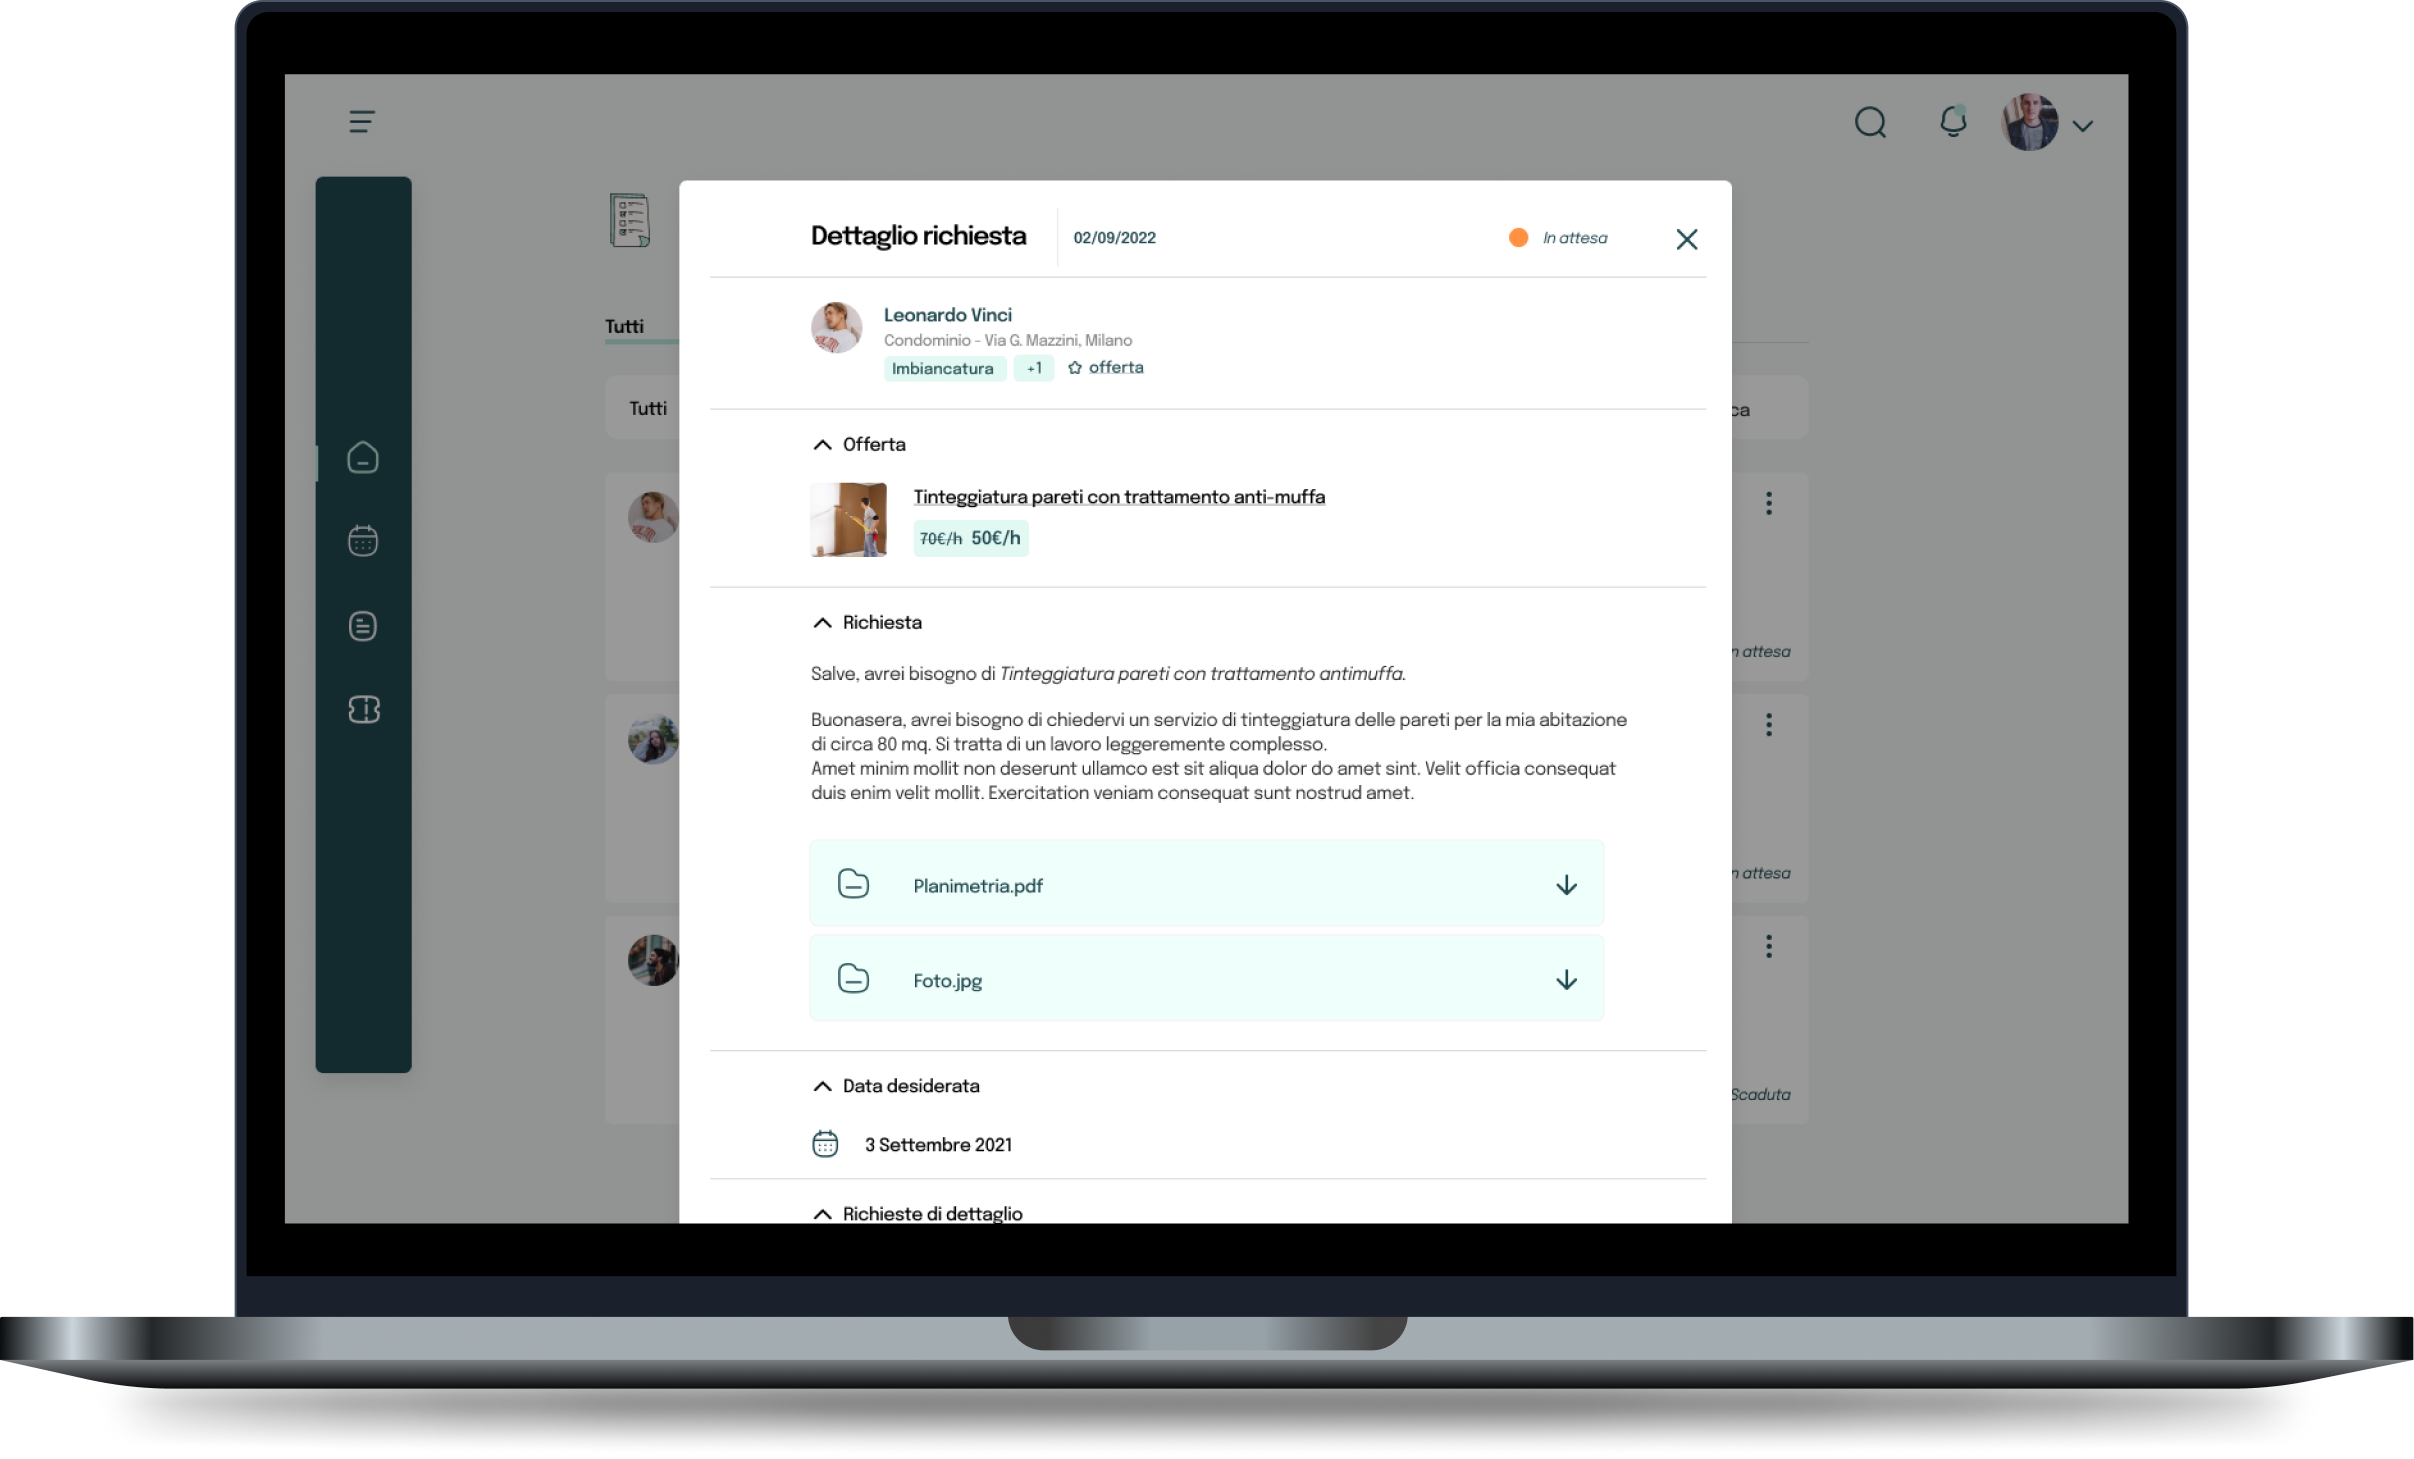 Dettaglio richiesta
02/09/2022
In attesa
Leonardo Vinci
Condominio - Via G. Mazzini, Milano
Imbiancatura
+1
offerta
Tutti
Tutti
Offerta
Tinteggiatura pareti con trattamento anti-muffa
70€/h 50€/h
Richiesta
Salve, avrei bisogno di Tinteggiatura pareti con trattamento antimuffa.
Buonasera, avrei bisogno di chiedervi un servizio di tinteggiatura delle pareti per la mia abitazione
di circa 80 mq. Si tratta di un lavoro leggeremente complesso.
Amet minim mollit non deserunt ullamco est sit aliqua dolor do amet sint. Velit officia consequat
duis enim velit mollit. Exercitation veniam consequat sunt nostrud amet.
attesa
Planimetria.pdf
attesa
Foto.jpg
Data desiderata
Scaduta
3 Settembre 2021
Richieste di dettaglio